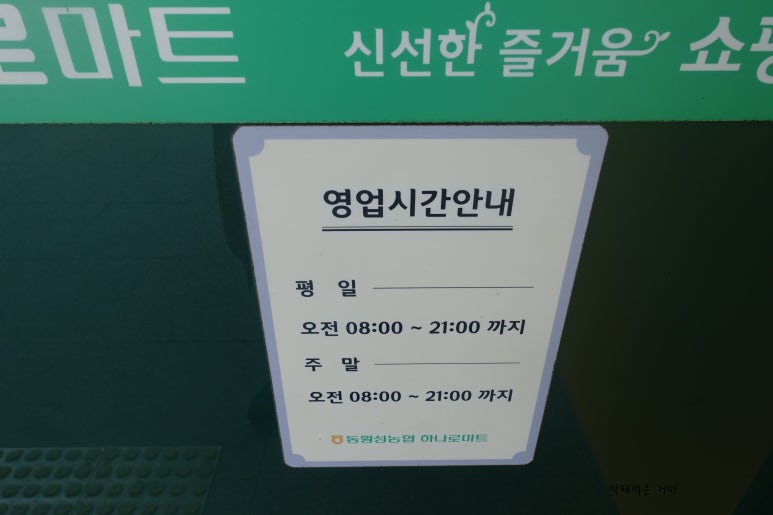 로마트 신선한 즐거움 쇼핑
영업시간안내
평 일
오전 08:00 ~ 21:00 까지
주 말
오전 08:00 ~ 21:00 까지
동횡성농협 하나로마트